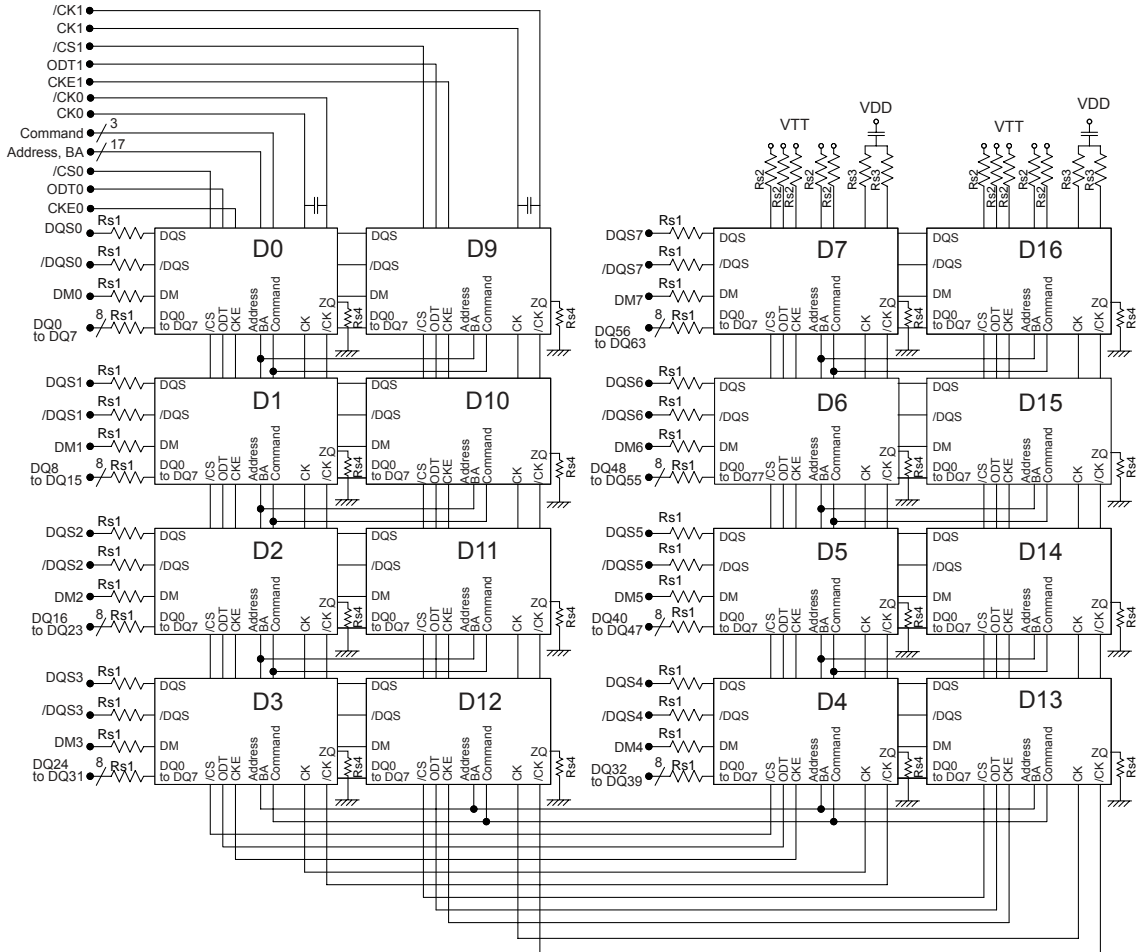 /CK1
CK1
/CS1
ODT1
CKE1
/CK0
CK0
Command 3
Address, BA 17
/CS0
ODT0
CKE0
VTT
VDD
VTT
VDD
Rs2
Rs2
Rs2
Rs2
Rs3
Rs3
Rs2
Rs2
Rs2
Rs2
Rs3
Rs3
DQS0 Rs1
/DQS0 Rs1
DM0 Rs1
DQ0
to DQ7
8 Rs1
D0
DQS
/DQS
DM
DQ0
to DQ7
/CS
ODT
CKE
Address
BA
Command
CK
/CK
ZQ
Rs4
D9
DQS
/DQS
DM
DQ0
to DQ7
/CS
ODT
CKE
Address
BA
Command
CK
/CK
ZQ
Rs4
DQS7 Rs1
/DQS7 Rs1
DM7 Rs1
DQ56
to DQ63
8 Rs1
D7
DQS
/DQS
DM
DQ0
to DQ7
/CS
ODT
CKE
Address
BA
Command
CK
/CK
ZQ
Rs4
D16
DQS
/DQS
DM
DQ0
to DQ7
/CS
ODT
CKE
Address
BA
Command
CK
/CK
ZQ
Rs4
DQS1 Rs1
/DQS1 Rs1
DM1 Rs1
DQ8
to DQ15
8 Rs1
D1
DQS
/DQS
DM
DQ0
to DQ7
/CS
ODT
CKE
Address
BA
Command
CK
/CK
ZQ
Rs4
D10
DQS
/DQS
DM
DQ0
to DQ7
/CS
ODT
CKE
Address
BA
Command
CK
/CK
ZQ
Rs4
DQS6 Rs1
/DQS6 Rs1
DM6 Rs1
DQ48
to DQ55
8 Rs1
D6
DQS
/DQS
DM
DQ0
to DQ77
/CS
ODT
CKE
Address
BA
Command
CK
/CK
ZQ
Rs4
D15
DQS
/DQS
DM
DQ0
to DQ7
/CS
ODT
CKE
Address
BA
Command
CK
/CK
ZQ
Rs4
DQS2 Rs1
/DQS2 Rs1
DM2 Rs1
DQ16
to DQ23
8 Rs1
D2
DQS
/DQS
DM
DQ0
to DQ7
/CS
ODT
CKE
Address
BA
Command
CK
/CK
ZQ
Rs4
D11
DQS
/DQS
DM
DQ0
to DQ7
/CS
ODT
CKE
Address
BA
Command
CK
/CK
ZQ
Rs4
DQS5 Rs1
/DQS5 Rs1
DM5 Rs1
DQ40
to DQ47
8 Rs1
D5
DQS
/DQS
DM
DQ0
to DQ7
/CS
ODT
CKE
Address
BA
Command
CK
/CK
ZQ
Rs4
D14
DQS
/DQS
DM
DQ0
to DQ7
/CS
ODT
CKE
Address
BA
Command
CK
/CK
ZQ
Rs4
DQS3 Rs1
/DQS3 Rs1
DM3 Rs1
DQ24
to DQ31
8 Rs1
D3
DQS
/DQS
DM
DQ0
to DQ7
/CS
ODT
CKE
Address
BA
Command
CK
/CK
ZQ
Rs4
D12
DQS
/DQS
DM
DQ0
to DQ7
/CS
ODT
CKE
Address
BA
Command
CK
/CK
ZQ
Rs4
DQS4 Rs1
/DQS4 Rs1
DM4 Rs1
DQ32
to DQ39
8 Rs1
D4
DQS
/DQS
DM
DQ0
to DQ7
/CS
ODT
CKE
Address
BA
Command
CK
/CK
ZQ
Rs4
D13
DQS
/DQS
DM
DQ0
to DQ7
/CS
ODT
CKE
Address
BA
Command
CK
/CK
ZQ
Rs4